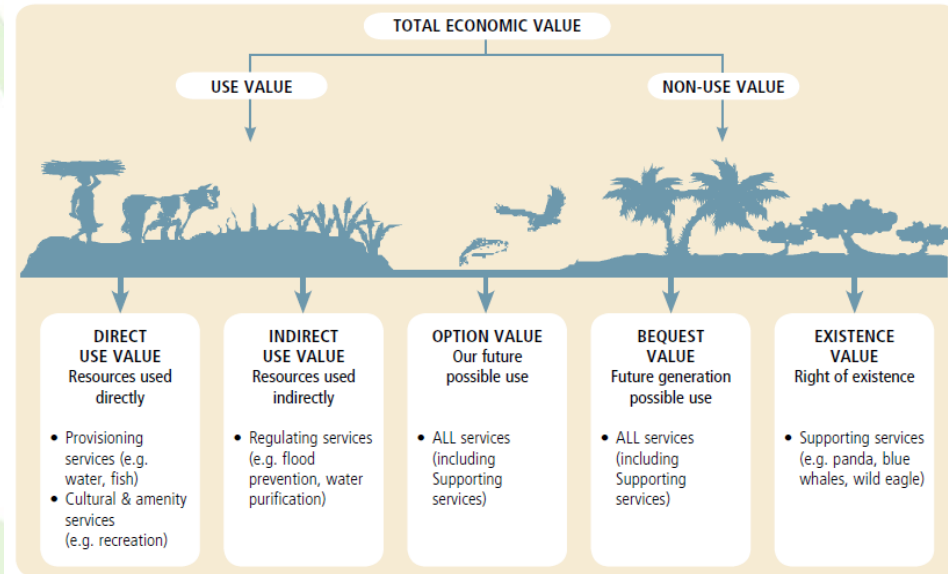 TOTAL ECONOMIC VALUE
USE VALUE
NON-USE VALUE
DIRECT
USE VALUE
Resources used
directly
• Provisioning
services (e.g.
water, fish)
• Cultural & amenity
services
(e.g. recreation)
INDIRECT
USE VALUE
Resources used
indirectly
• Regulating services
(e.g. flood
prevention, water
purification)
OPTION VALUE
Our future
possible use
• ALL services
(including
Supporting
services)
BEQUEST
VALUE
Future generation
possible use
• ALL services
(including
Supporting
services)
EXISTENCE
VALUE
Right of existence
• Supporting services
(e.g. panda, blue
whales, wild eagle)